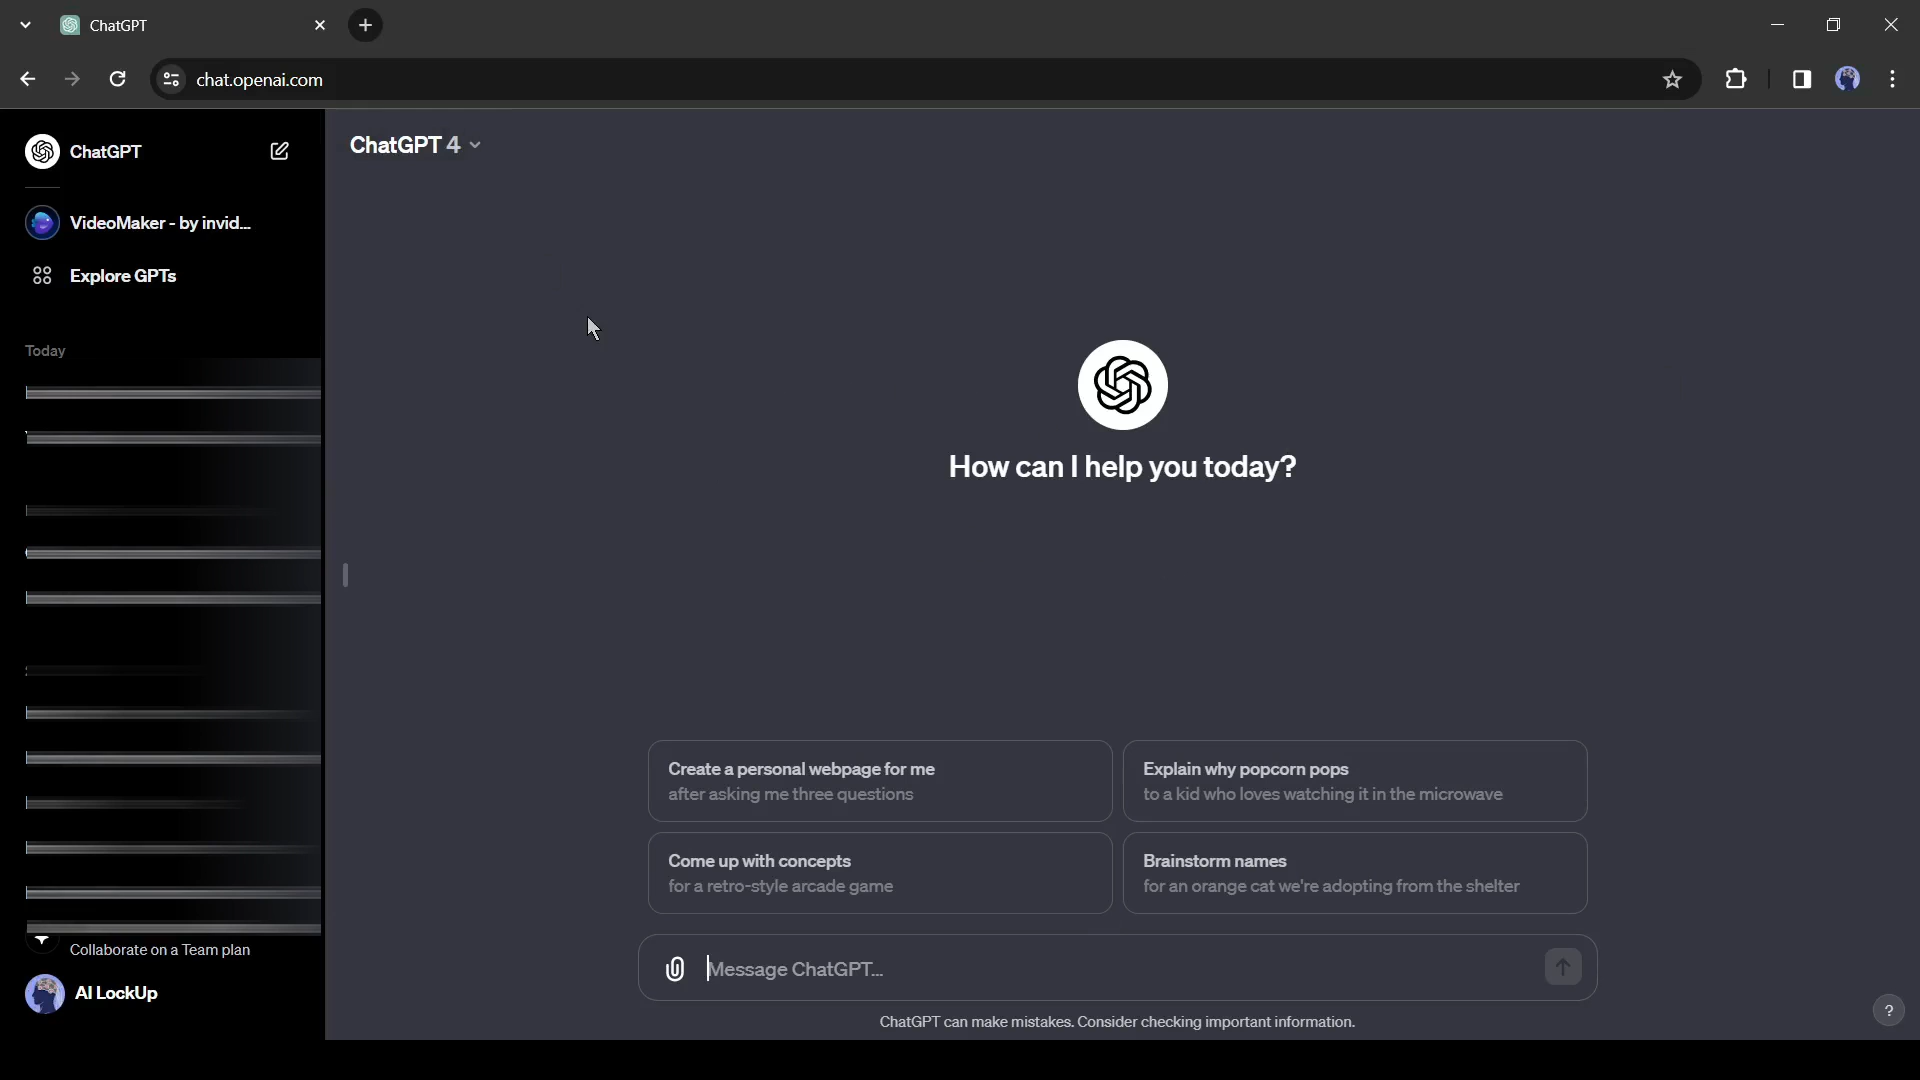 ChatGPT
chat.openai.com
ChatGPT
VideoMaker - by invid...
Explore GPTs
Today
Collaborate on a Team plan
AI LockUp
ChatGPT 4
How can I help you today?
Create a personal webpage for me
after asking me three questions
Explain why popcorn pops
to a kid who loves watching it in the microwave
Come up with concepts
for a retro-style arcade game
Brainstorm names
for an orange cat we're adopting from the shelter
Message ChatGPT...
ChatGPT can make mistakes. Consider checking important information.
?